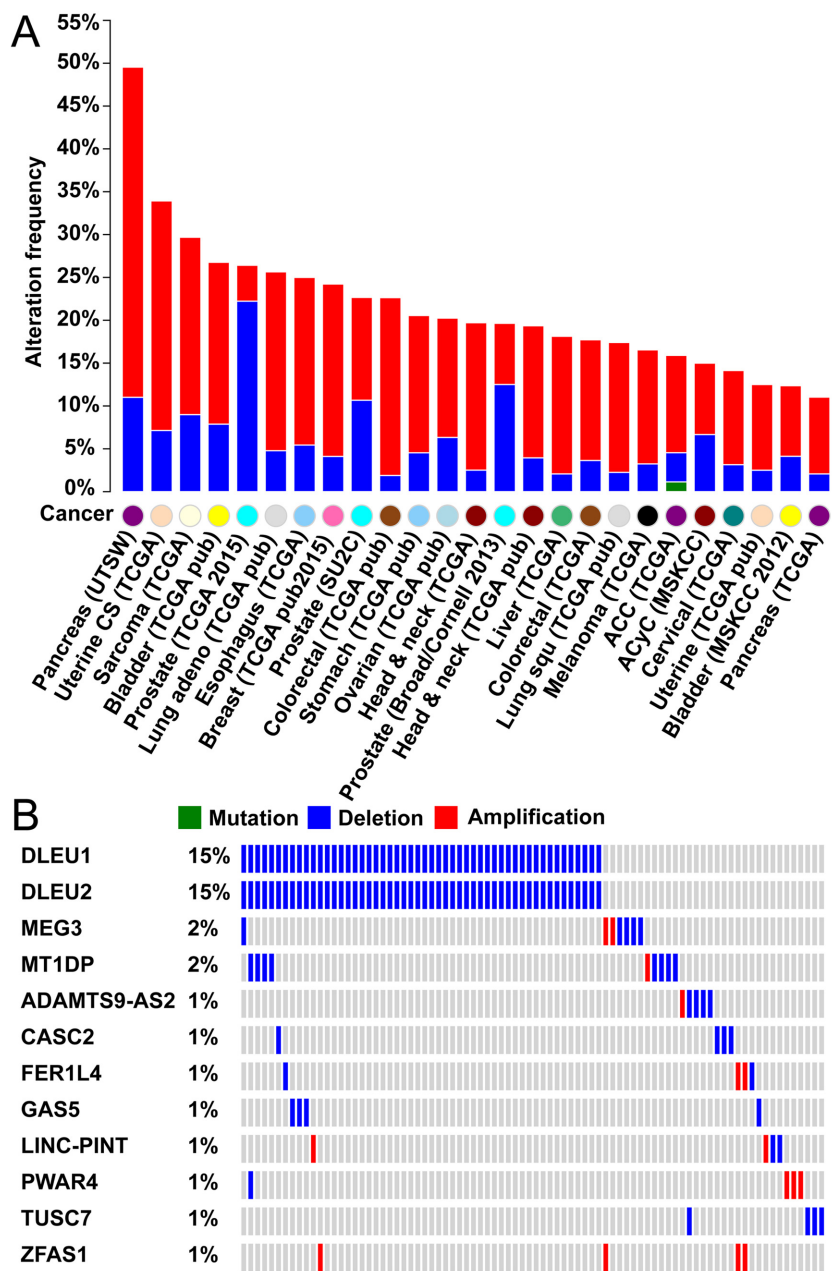 A
Alteration frequency
55%
50%
45%
40%
35%
30%
25%
20%
15%
10%
5%
0%
Cancer
Pancreas (UTSW)
Uterine CS (TCGA)
Sarcoma (TCGA)
Bladder (TCGA pub)
Prostate (TCGA 2015)
Lung adeno (TCGA pub)
Esophagus (TCGA)
Breast (TCGA pub2015)
Prostate (SU2C)
Colorectal (TCGA pub)
Stomach (TCGA pub)
Ovarian (TCGA pub)
Head & neck (TCGA)
Prostate (Broad/Cornell 2013)
Head & neck (TCGA pub)
Liver (TCGA)
Colorectal (TCGA)
Lung squ (TCGA pub)
Melanoma (TCGA)
ACC (TCGA)
ACyC (MSKCC)
Cervical (TCGA)
Uterine (TCGA pub)
Bladder (MSKCC 2012)
Pancreas (TCGA)
B
Mutation Deletion Amplification
DLEU1 15%
DLEU2 15%
MEG3 2%
MT1DP 2%
ADAMTS9-AS2 1%
CASC2 1%
FER1L4 1%
GAS5 1%
LINC-PINT 1%
PWAR4 1%
TUSC7 1%
ZFAS1 1%